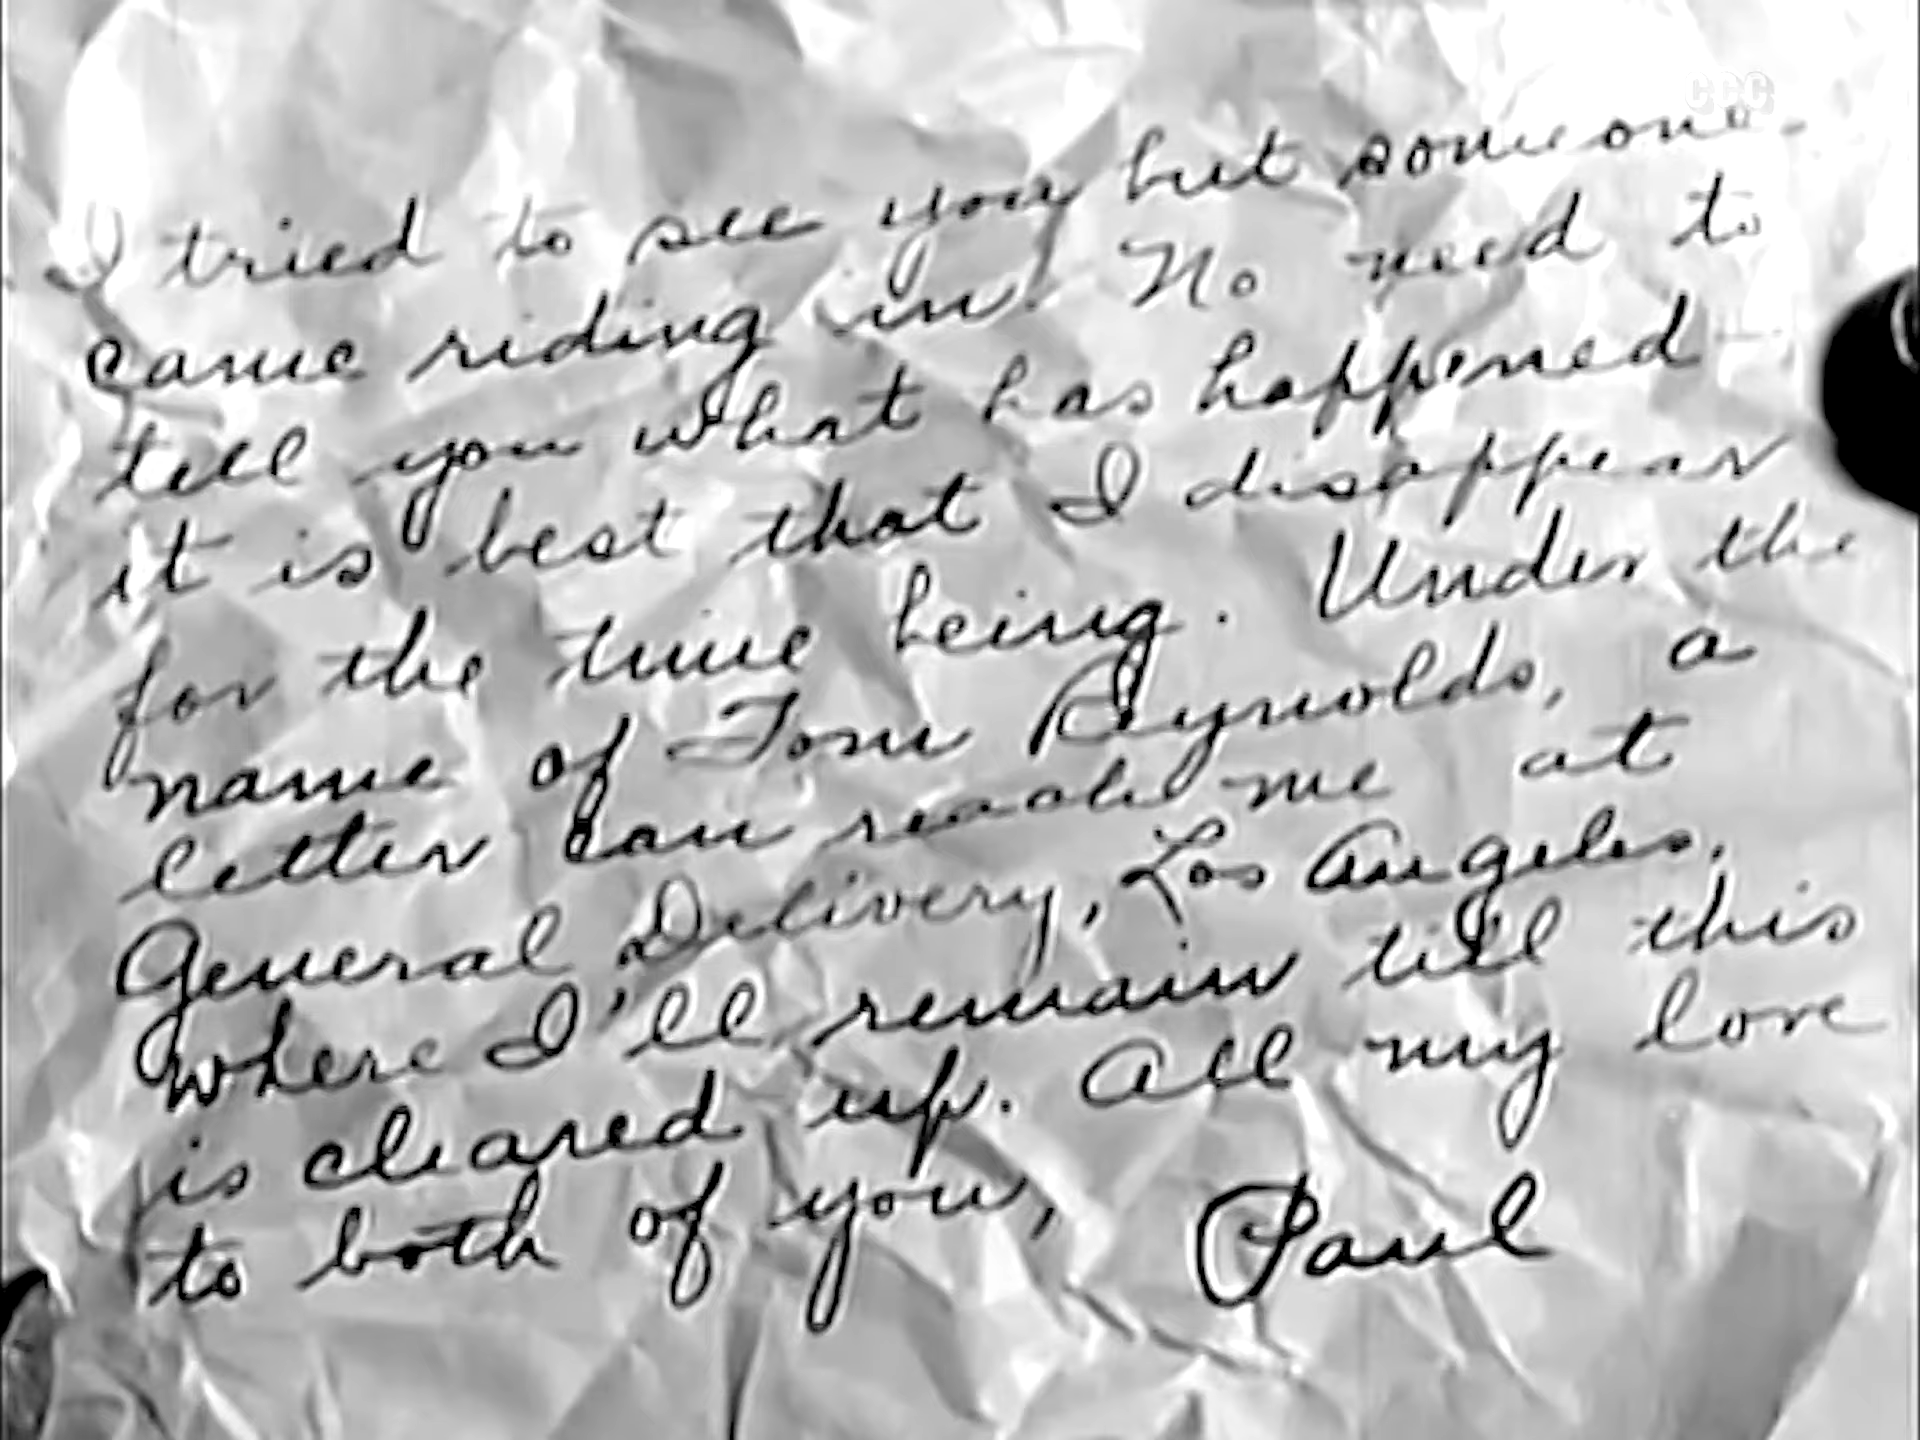 CCC
I tried to see you but someone
came riding in. No need to
tell you what has happened -
it is best that I disappear
for the time being. Under the
name of Tom Reynolds, a
letter can reach me at
General Delivery, Los Angeles,
where I'll remain till this
is cleared up. All my love
to both of you,
Paul